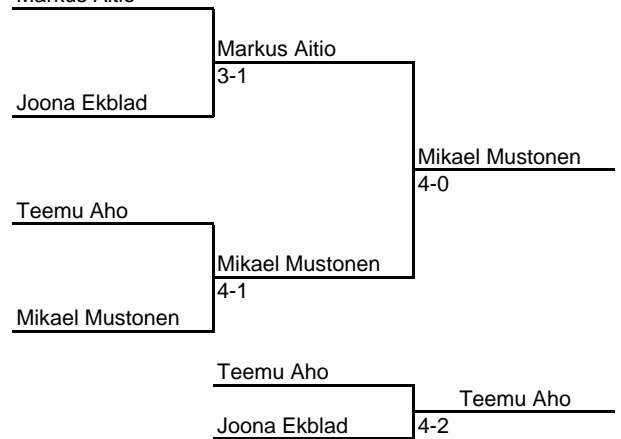 Markus Aitio
Markus Aitio
3-1
Joona Ekblad
Mikael Mustonen
4-0
Teemu Aho
Mikael Mustonen
4-1
Mikael Mustonen
Teemu Aho
Teemu Aho
Joona Ekblad
4-2